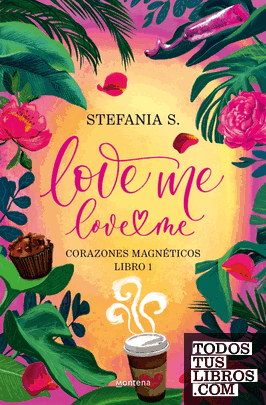 STEFANIA S.
love me
love me
CORAZONES MAGNÉTICOS
LIBRO 1
Montena
TODOS
TUS
LIBROS
.COM